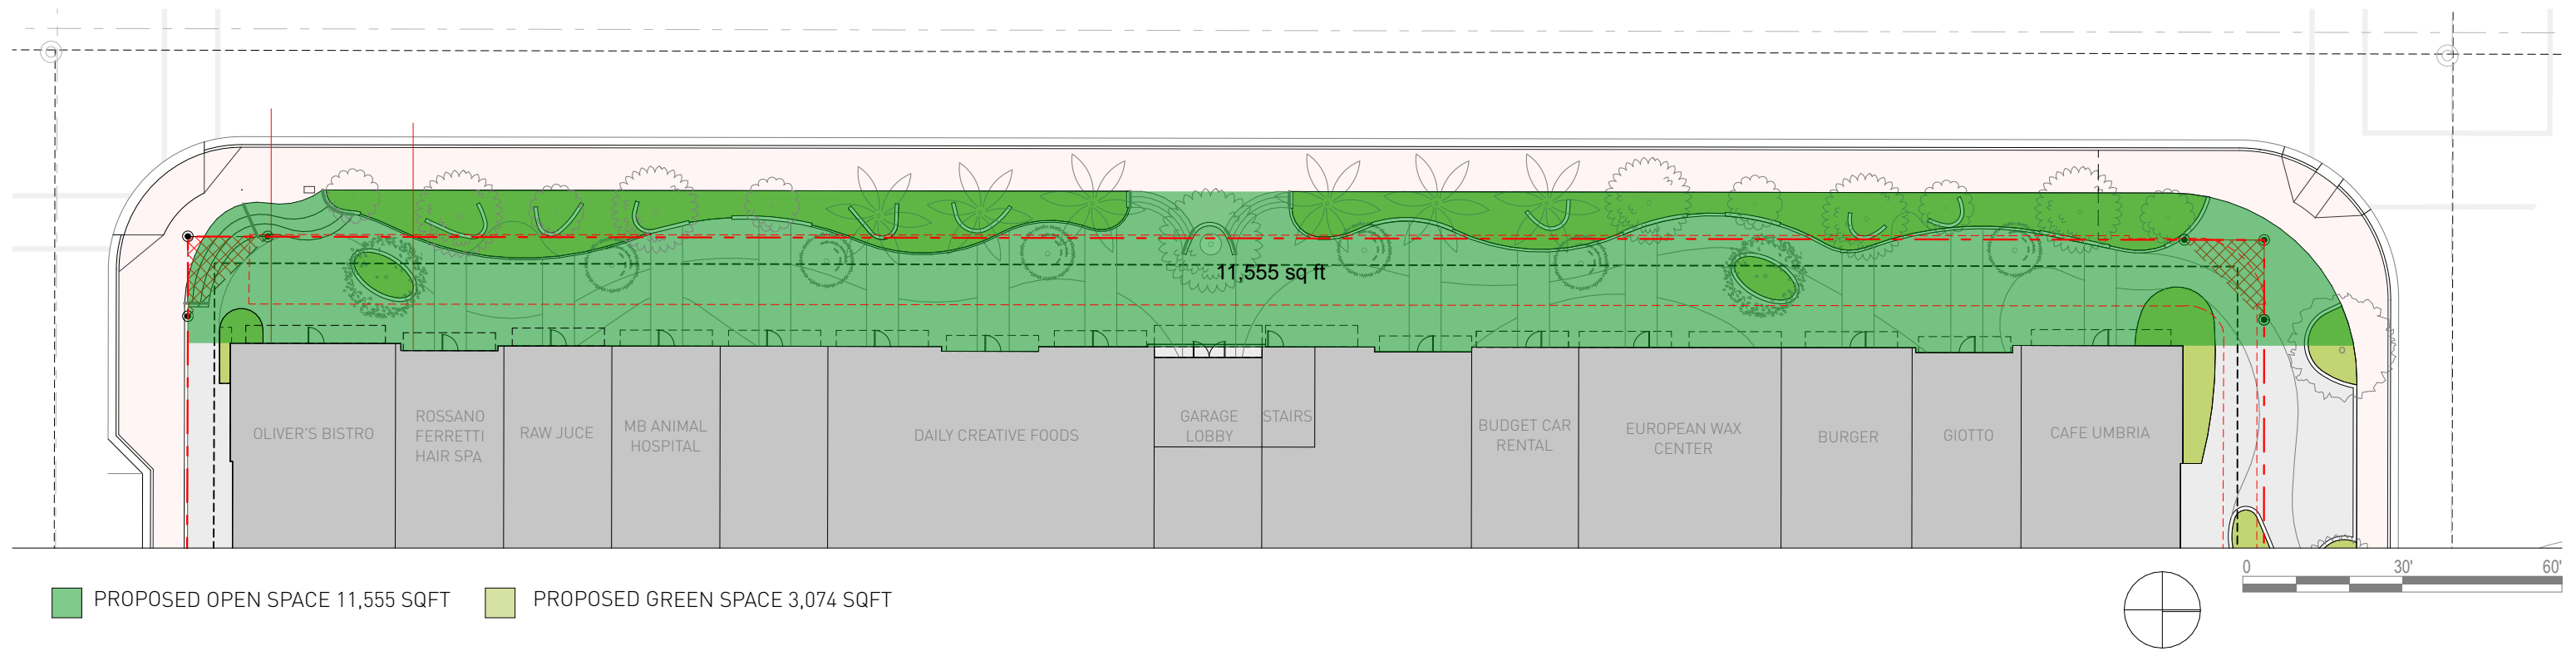 11,555 sq ft
OLIVER'S BISTRO
ROSSANO
FERRETTI
HAIR SPA
RAW JUCE
MB ANIMAL
HOSPITAL
DAILY CREATIVE FOODS
GARAGE
LOBBY
STAIRS
BUDGET CAR
RENTAL
EUROPEAN WAX
CENTER
BURGER
GIOTTO
CAFE UMBRIA
0 30' 60'
PROPOSED OPEN SPACE 11,555 SQFT
PROPOSED GREEN SPACE 3,074 SQFT